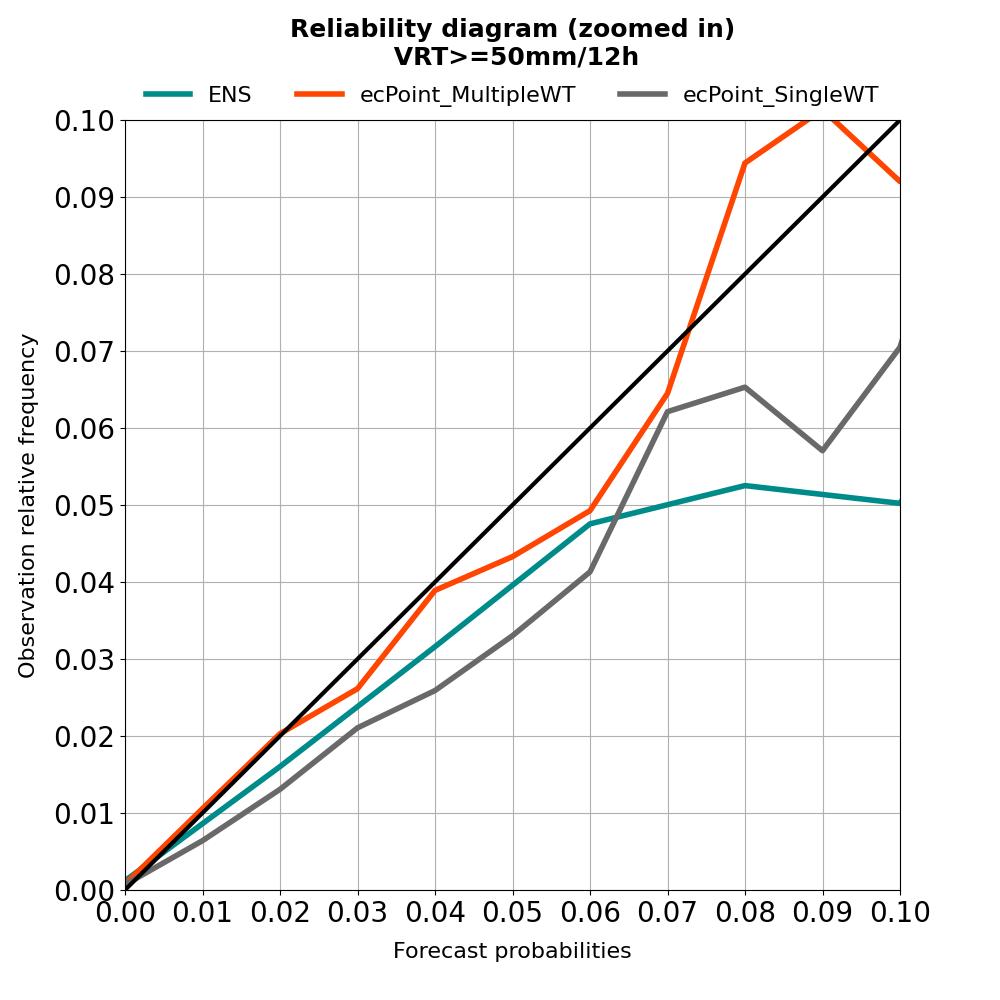 Reliability diagram (zoomed in)
VRT>=50mm/12h
ENS ecPoint_MultipleWT ecPoint_SingleWT
0.10
0.09
0.08
0.07
0.06
0.05
0.04
0.03
0.02
0.01
0.00
Observation relative frequency
0.00 0.01 0.02 0.03 0.04 0.05 0.06 0.07 0.08 0.09 0.10
Forecast probabilities